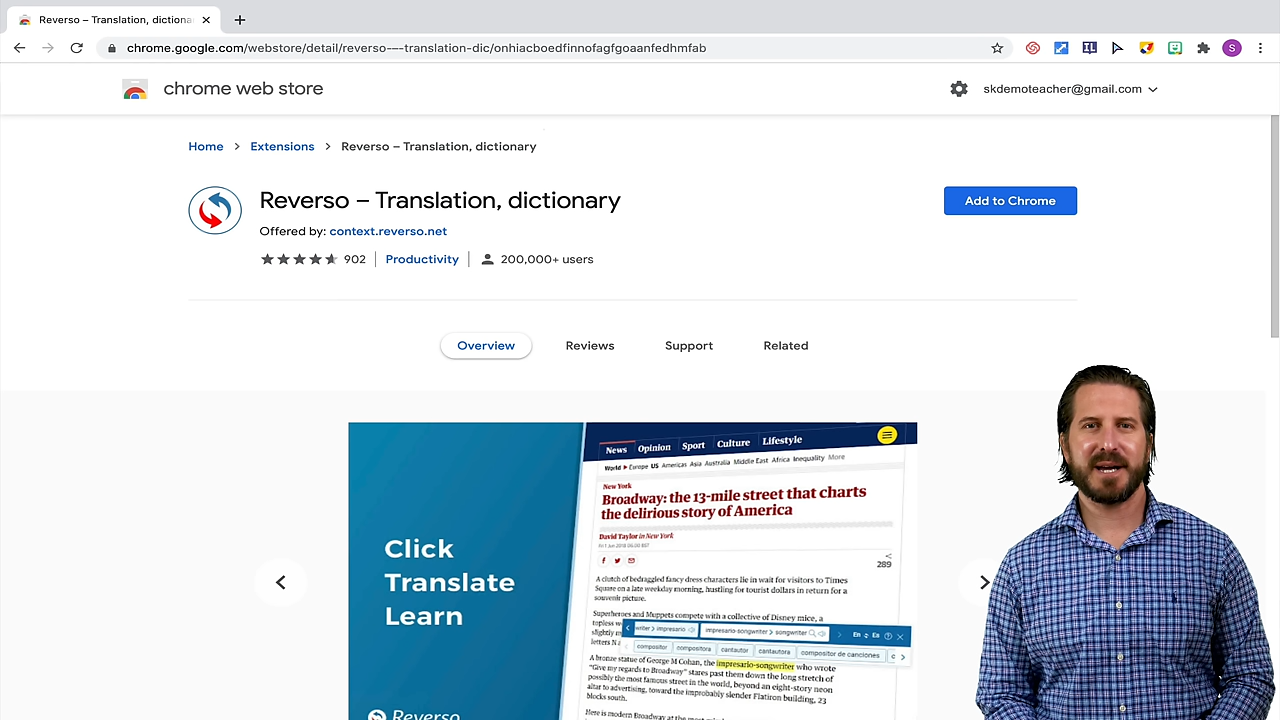 Reverso – Translation, dictiona
chrome.google.com/webstore/detail/reverso-–-translation-dic/onhiacboedfinnofagfgoaanfedhmfab
S
chrome web store
skdemoteacher@gmail.com
Home > Extensions > Reverso – Translation, dictionary
Reverso – Translation, dictionary
Add to Chrome
Offered by: context.reverso.net
902 | Productivity | 200,000+ users
Overview Reviews Support Related
Click
Translate
Learn
Reverso
News Opinion Sport Culture Lifestyle
World ▸ Europe US Americas Asia Australia Middle East Africa Inequality More
New York
Broadway: the 13-mile street that charts
the delirious story of America
David Taylor in New York
289
A clutch of bedraggled fancy dress characters lie in wait for visitors to Times
Square on a late weekday morning, hustling for tourist dollars in return for a
souvenir picture.
Superheroes and Muppets compete with a collective of Disney mice, a
topless w
slightly m
letters N a
writer > impresario impresario-songwriter > songwriter En Es
compositor compositora cantautor cantautora compositor de canciones c
A bronze statue of George M Cohan, the impresario-songwriter who wrote
“Give my regards to Broadway” stares past them down the long stretch of
possibly the most famous street in the world, beyond an eight-story neon
altar to advertising, toward the improbably slender Flatiron building, 23
blocks south.